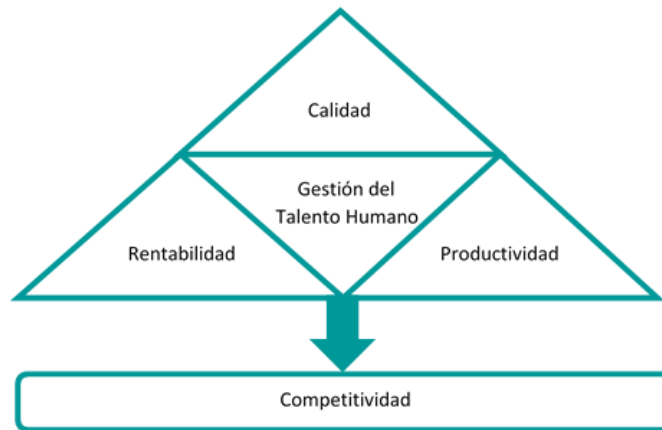 Calidad
Gestión del
Talento Humano
Rentabilidad
Productividad
Competitividad